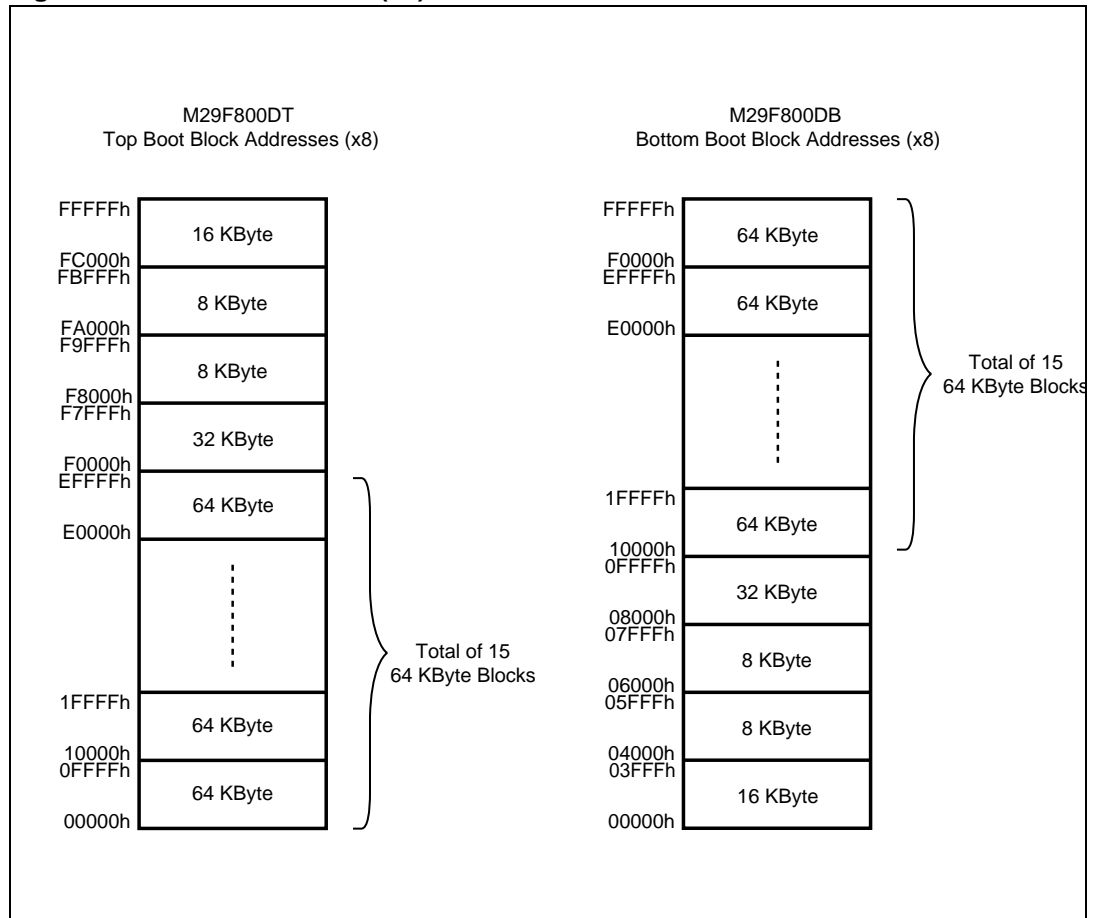 M29F800DT
Top Boot Block Addresses (x8)
FFFFFh
16 KByte
FC000h
FBFFFh
8 KByte
FA000h
F9FFFh
8 KByte
F8000h
F7FFFh
32 KByte
F0000h
EFFFFh
64 KByte
E0000h
Total of 15
64 KByte Blocks
1FFFFh
64 KByte
10000h
0FFFFh
64 KByte
00000h
M29F800DB
Bottom Boot Block Addresses (x8)
FFFFFh
64 KByte
F0000h
EFFFFh
64 KByte
E0000h
Total of 15
64 KByte Blocks
1FFFFh
64 KByte
10000h
0FFFFh
32 KByte
08000h
07FFFh
8 KByte
06000h
05FFFh
8 KByte
04000h
03FFFh
16 KByte
00000h